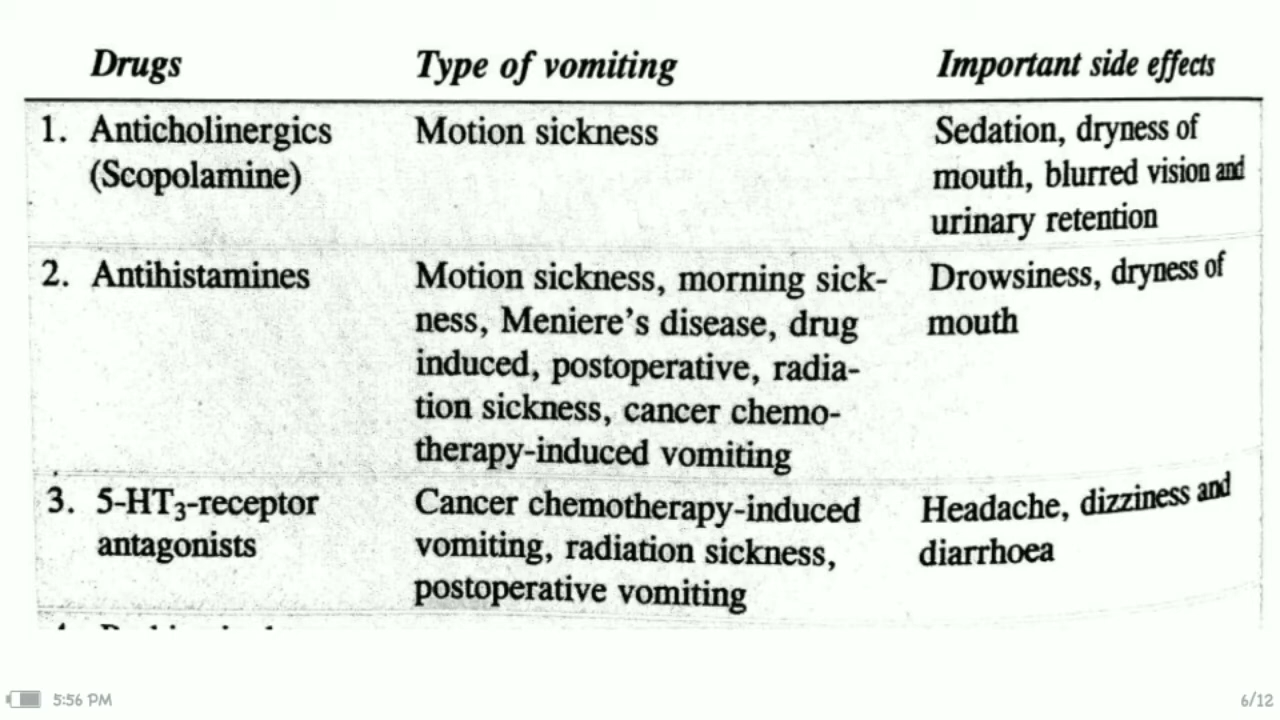 Drugs Type of vomiting Important side effects
1. Anticholinergics Motion sickness Sedation, dryness of
(Scopolamine) mouth, blurred vision and
urinary retention
2. Antihistamines Motion sickness, morning sick- Drowsiness, dryness of
ness, Meniere's disease, drug mouth
induced, postoperative, radia-
tion sickness, cancer chemo-
therapy-induced vomiting
3. 5-HT3-receptor Cancer chemotherapy-induced Headache, dizziness and
antagonists vomiting, radiation sickness, diarrhoea
postoperative vomiting
5:56 PM 6/12